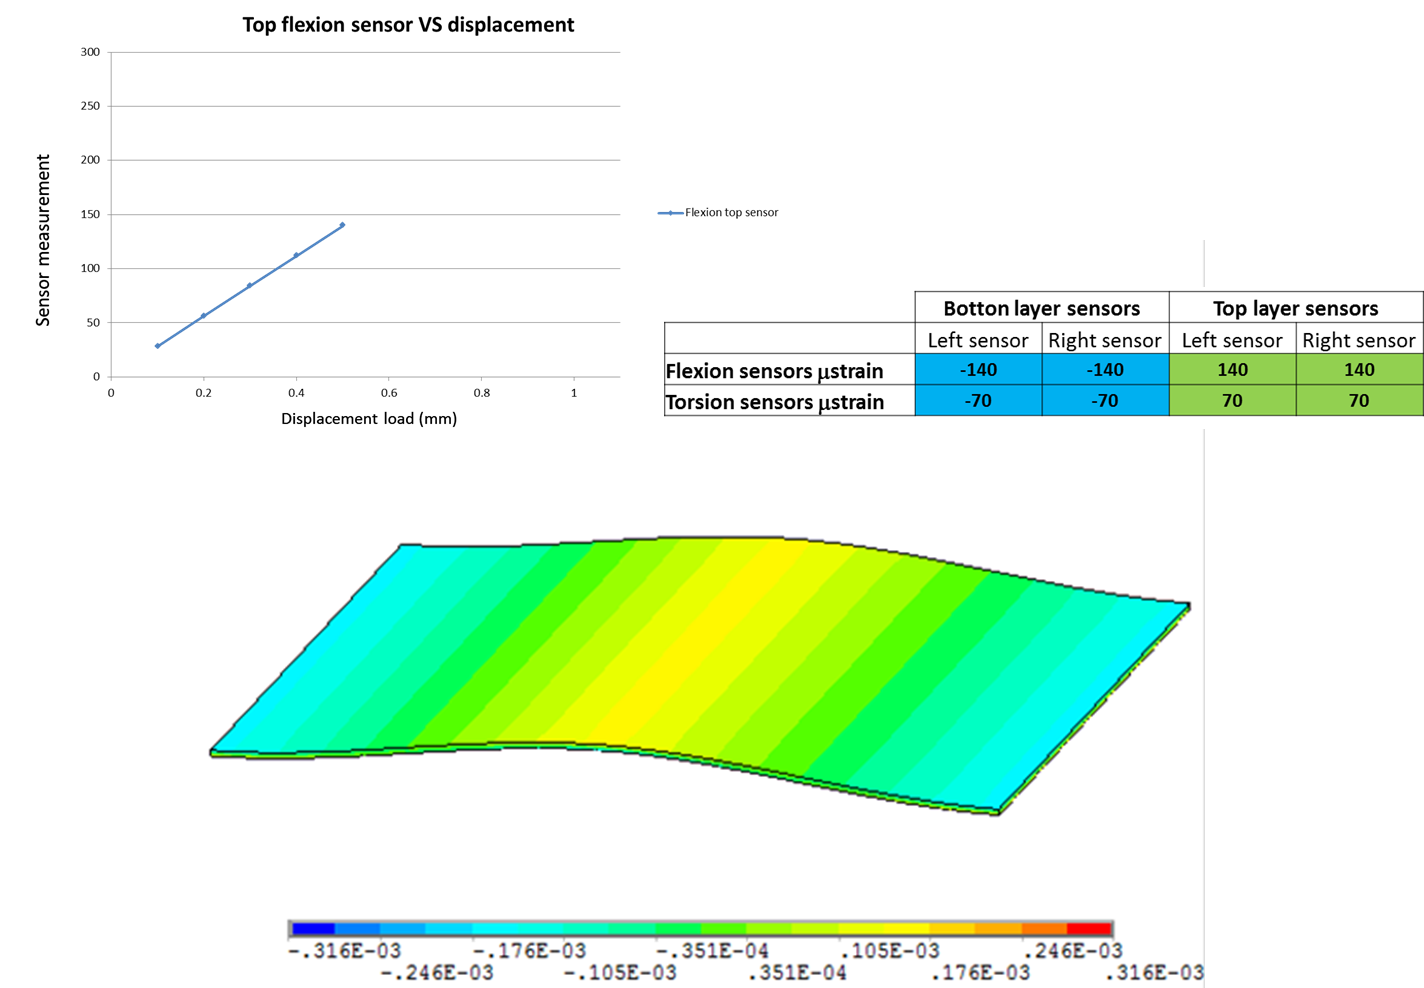 Top flexion sensor VS displacement
300
250
200
150
100
50
0
Sensor measurement
0 0.2 0.4 0.6 0.8 1
Displacement load (mm)
Flexion top sensor
Botton layer sensors Top layer sensors
Left sensor Right sensor Left sensor Right sensor
Flexion sensors μstrain -140 -140 140 140
Torsion sensors μstrain -70 -70 70 70
-.316E-03 -.176E-03 -.351E-04 .105E-03 .246E-03
-.246E-03 -.105E-03 .351E-04 .176E-03 .316E-03